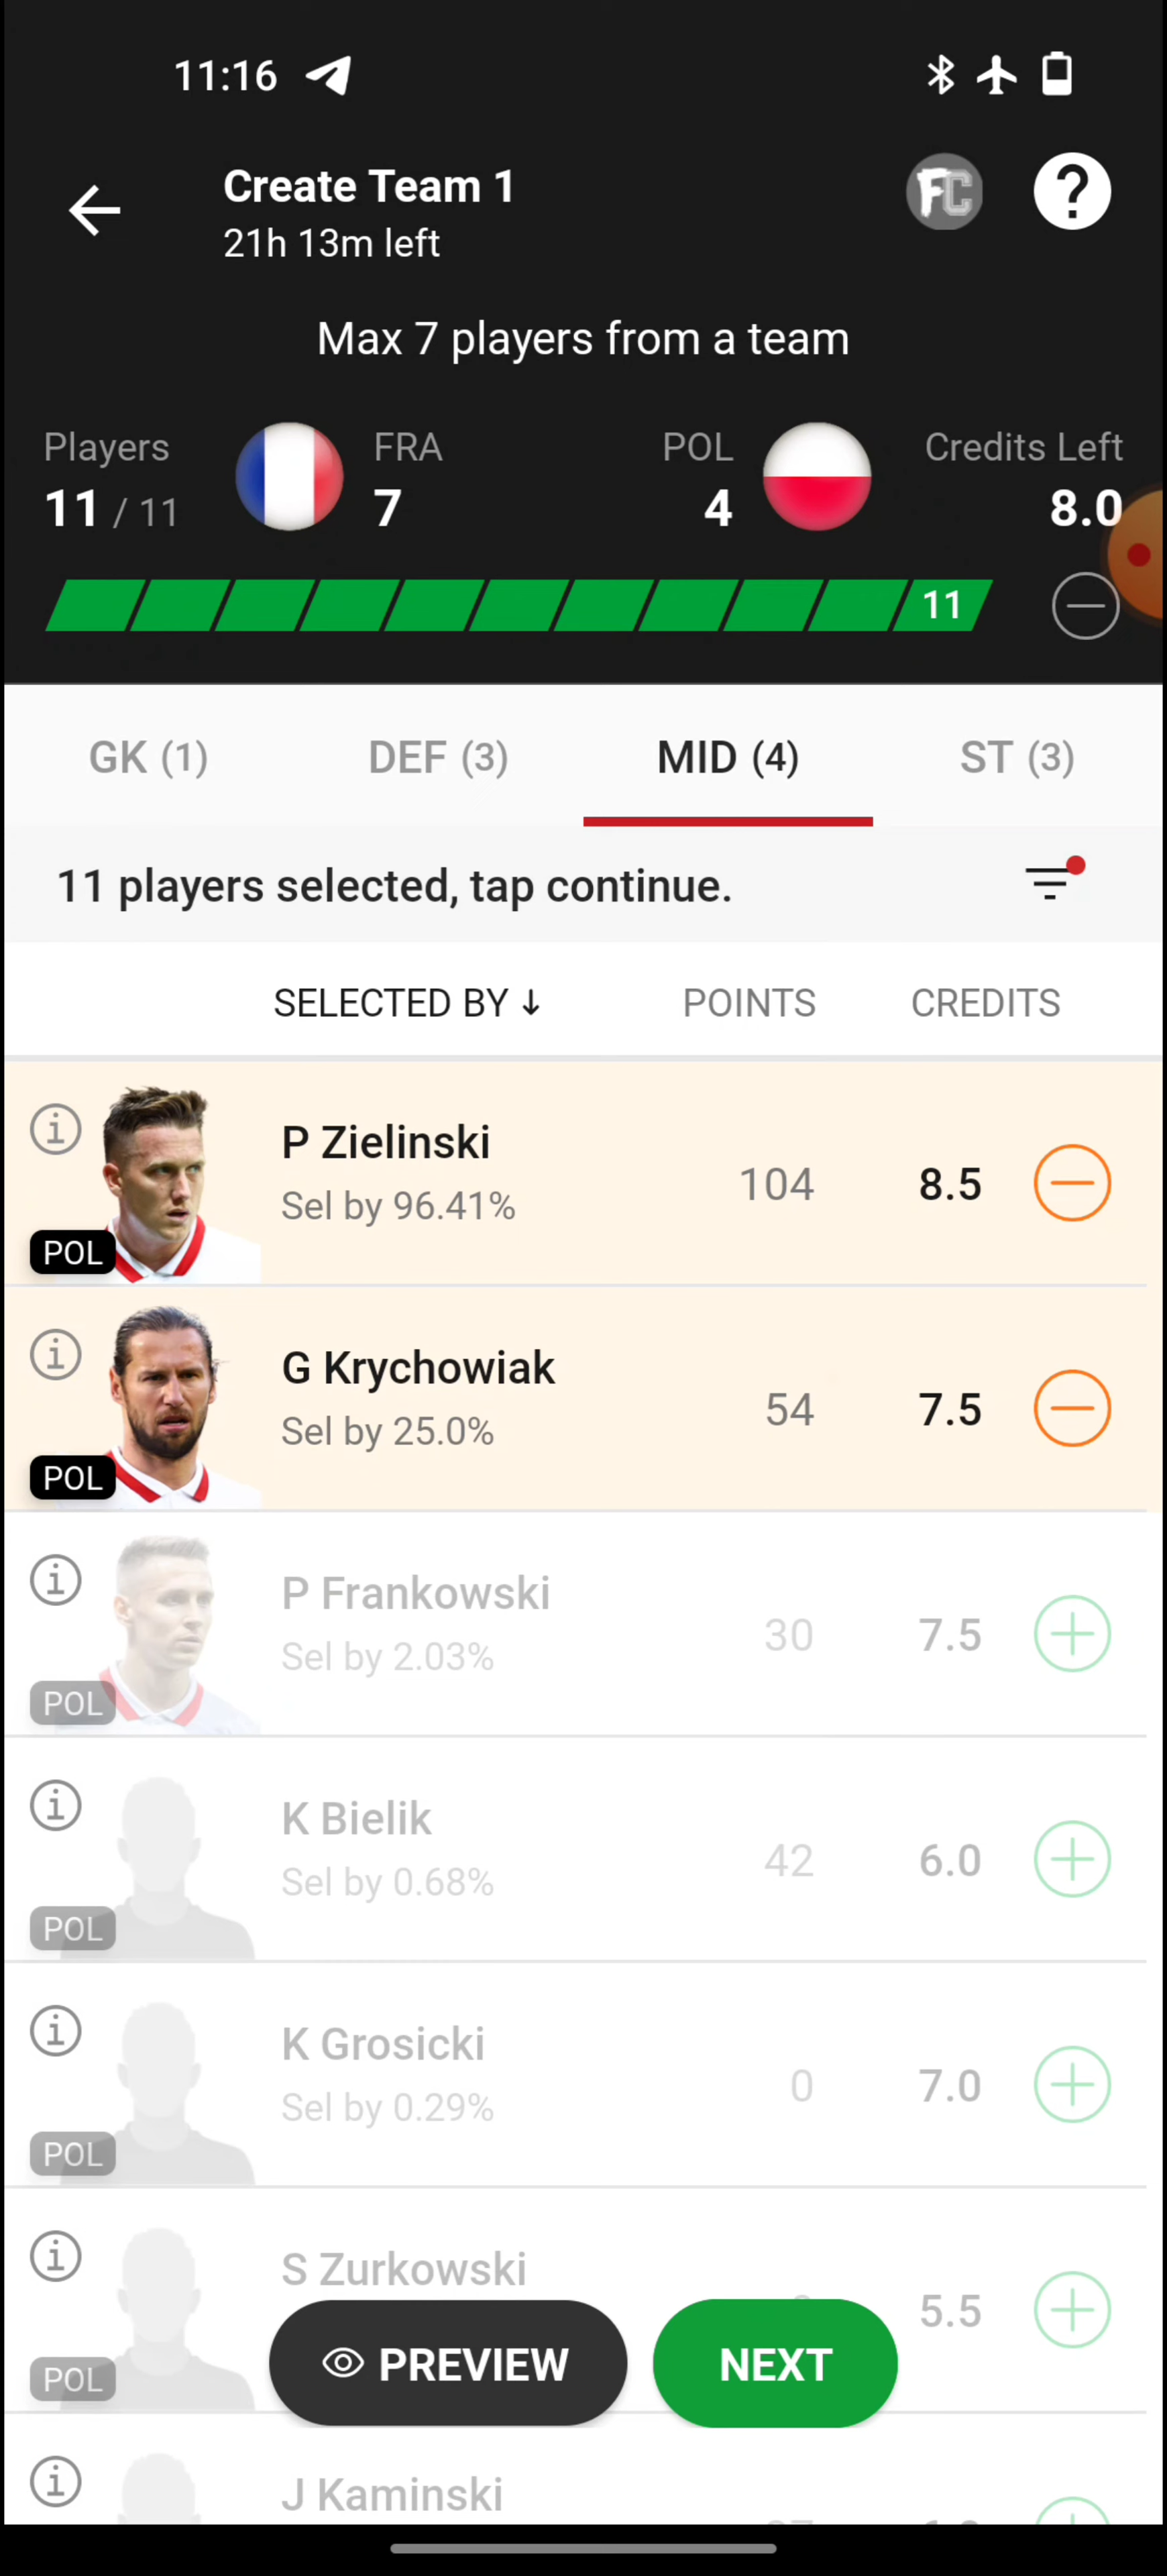 11:16
Create Team 1
FC
?
21h 13m left
Max 7 players from a team
Players
FRA
POL
Credits Left
11 / 11
7
4
8.0
11
GK (1)
DEF (3)
MID (4)
ST (3)
11 players selected, tap continue.
SELECTED BY ↓
POINTS
CREDITS
P Zielinski
Sel by 96.41%
104
8.5
POL
G Krychowiak
Sel by 25.0%
54
7.5
POL
P Frankowski
Sel by 2.03%
30
7.5
POL
K Bielik
Sel by 0.68%
42
6.0
POL
K Grosicki
Sel by 0.29%
0
7.0
POL
S Zurkowski
5.5
POL
PREVIEW
NEXT
J Kaminski